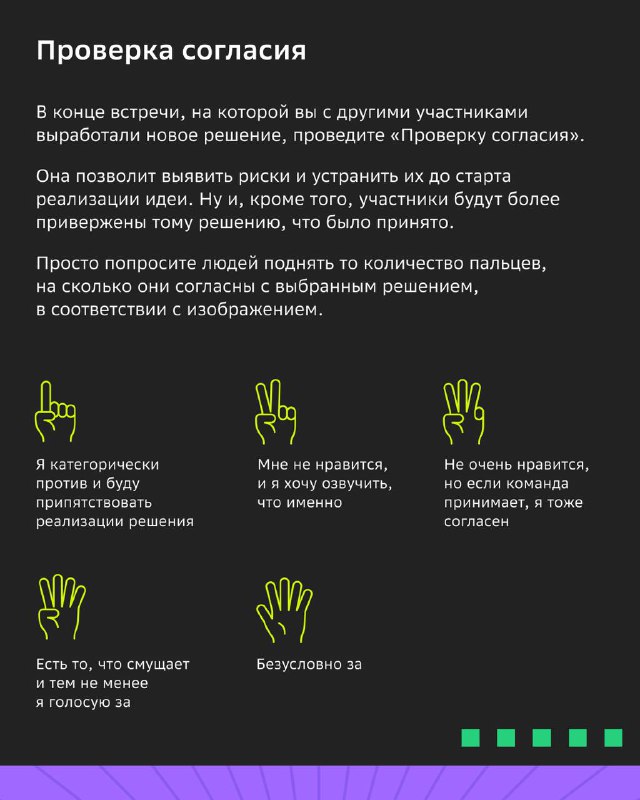 Проверка согласия
В конце встречи, на которой вы с другими участниками
выработали новое решение, проведите «Проверку согласия».
Она позволит выявить риски и устранить их до старта
реализации идеи. Ну и, кроме того, участники будут более
привержены тому решению, что было принято.
Просто попросите людей поднять то количество пальцев,
на сколько они согласны с выбранным решением,
в соответствии с изображением.
Я категорически
против и буду
припятствовать
реализации решения
Мне не нравится,
и я хочу озвучить,
что именно
Не очень нравится,
но если команда
принимает, я тоже
согласен
Есть то, что смущает
и тем не менее
я голосую за
Безусловно за